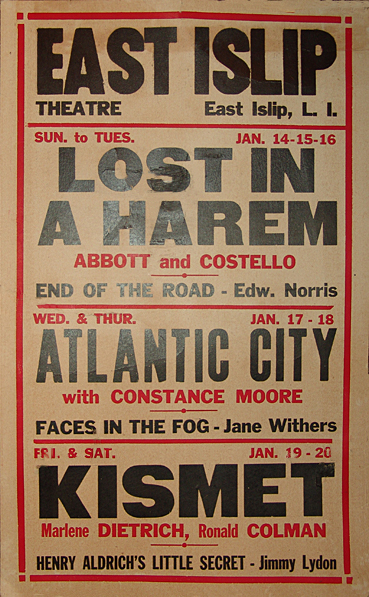 EAST ISLIP
THEATRE East Islip, L. I.
SUN. to TUES. JAN. 14-15-16
LOST IN
A HAREM
ABBOTT and COSTELLO
END OF THE ROAD - Edw. Norris
WED. & THUR. JAN. 17 - 18
ATLANTIC CITY
with CONSTANCE MOORE
FACES IN THE FOG - Jane Withers
FRI. & SAT. JAN. 19 - 20
KISMET
Marlene DIETRICH, Ronald COLMAN
HENRY ALDRICH'S LITTLE SECRET - Jimmy Lydon